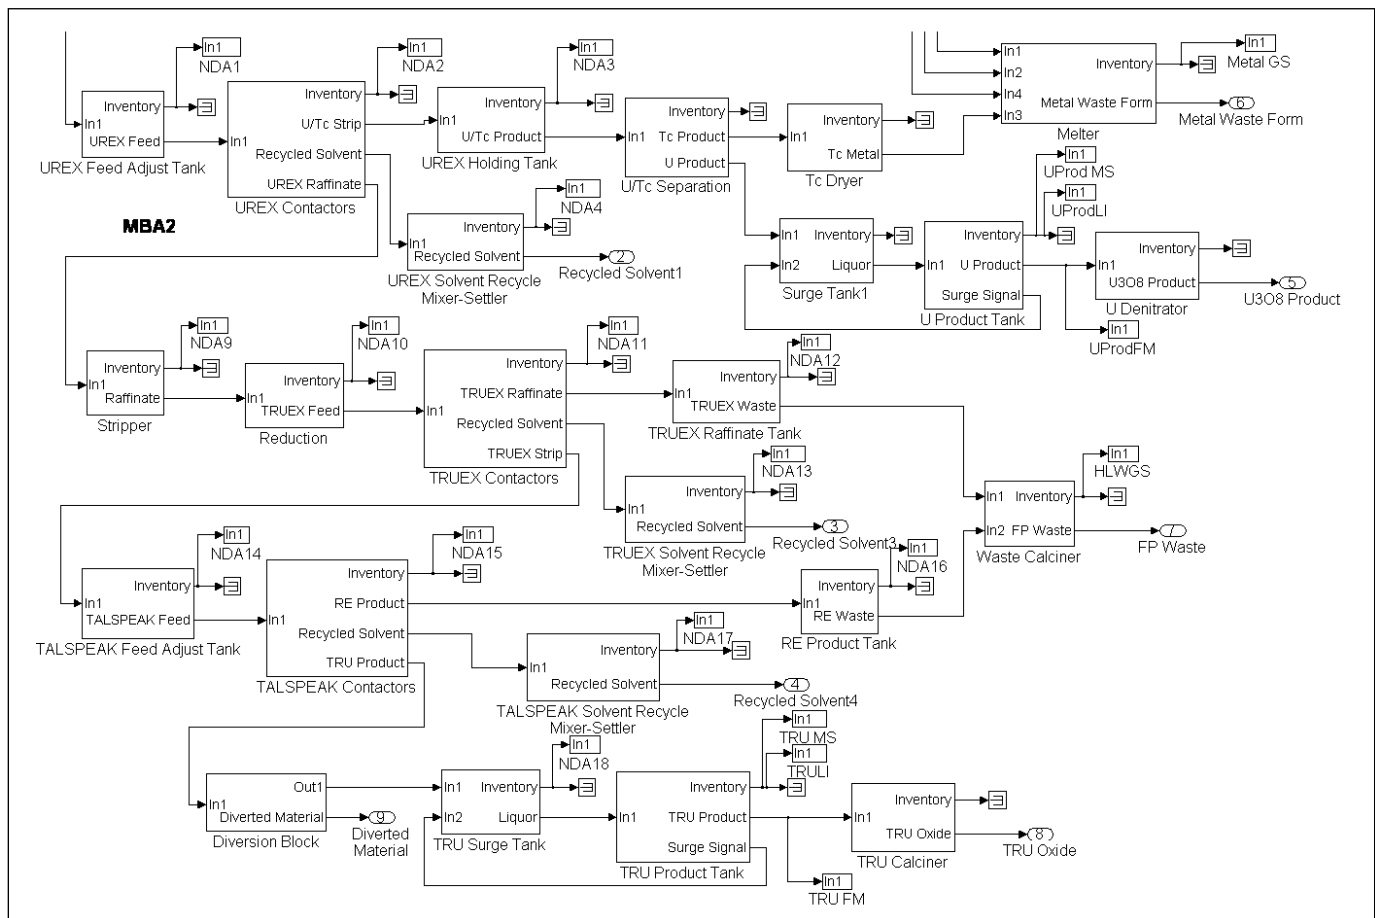 In1
NDA1
Inventory
In1
UREX Feed
UREX Feed Adjust Tank
In1
NDA2
Inventory
U/Tc Strip
In1
Recycled Solvent
UREX Raffinate
UREX Contactors
In1
NDA3
Inventory
In1
U/Tc Product
UREX Holding Tank
Inventory
Tc Product
In1
U Product
U/Tc Separation
Inventory
In1
Tc Metal
Tc Dryer
In1
In2
In4
In3
Inventory
Metal Waste Form
Melter
In1
Metal GS
6
Metal Waste Form
MBA2
In1
NDA4
Inventory
In1
Recycled Solvent
UREX Solvent Recycle
Mixer-Settler
2
Recycled Solvent1
In1
Inventory
In2
Liquor
Surge Tank1
In1
UProd MS
In1
UProdLI
Inventory
In1
U Product
Surge Signal
U Product Tank
In1
UProdFM
Inventory
In1
U3O8 Product
U Denitrator
5
U3O8 Product
In1
NDA9
Inventory
In1
Raffinate
Stripper
In1
NDA10
Inventory
In1
TRUEX Feed
Reduction
In1
NDA11
Inventory
TRUEX Raffinate
In1
Recycled Solvent
TRUEX Strip
TRUEX Contactors
In1
NDA12
Inventory
In1
TRUEX Waste
TRUEX Raffinate Tank
In1
NDA13
Inventory
In1
Recycled Solvent
TRUEX Solvent Recycle
Mixer-Settler
3
Recycled Solvent3
In1
HLWGS
In1
Inventory
In2
FP Waste
Waste Calciner
7
FP Waste
In1
NDA14
Inventory
In1
TALSPEAK Feed
TALSPEAK Feed Adjust Tank
In1
NDA15
Inventory
RE Product
In1
Recycled Solvent
TRU Product
TALSPEAK Contactors
In1
NDA16
Inventory
In1
RE Waste
RE Product Tank
In1
NDA17
Inventory
In1
Recycled Solvent
TALSPEAK Solvent Recycle
Mixer-Settler
4
Recycled Solvent4
Out1
In1
Diverted Material
Diversion Block
9
Diverted
Material
In1
NDA18
In1
Inventory
In2
Liquor
TRU Surge Tank
In1
TRU MS
In1
TRULI
Inventory
In1
TRU Product
Surge Signal
TRU Product Tank
In1
TRU FM
Inventory
In1
TRU Oxide
TRU Calciner
8
TRU Oxide